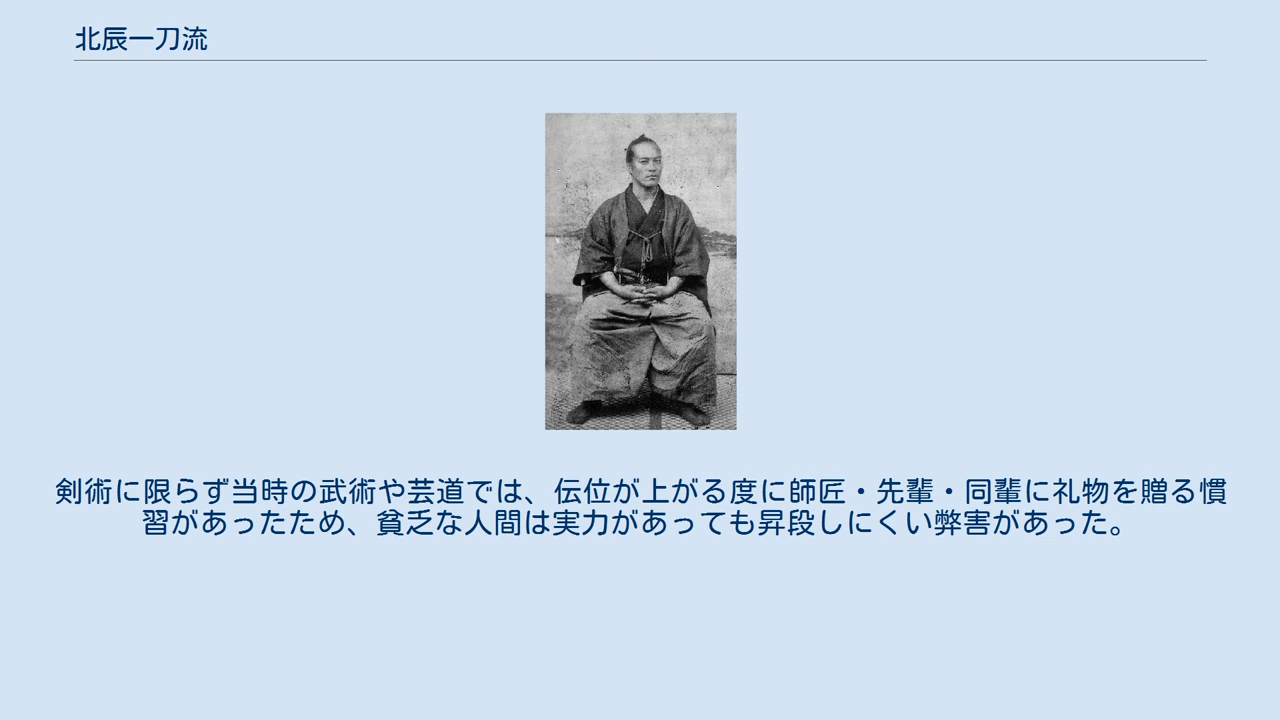 北辰一刀流
剣術に限らず当時の武術や芸道では、伝位が上がる度に師匠・先輩・同輩に礼物を贈る慣
習があったため、貧乏な人間は実力があっても昇段しにくい弊害があった。